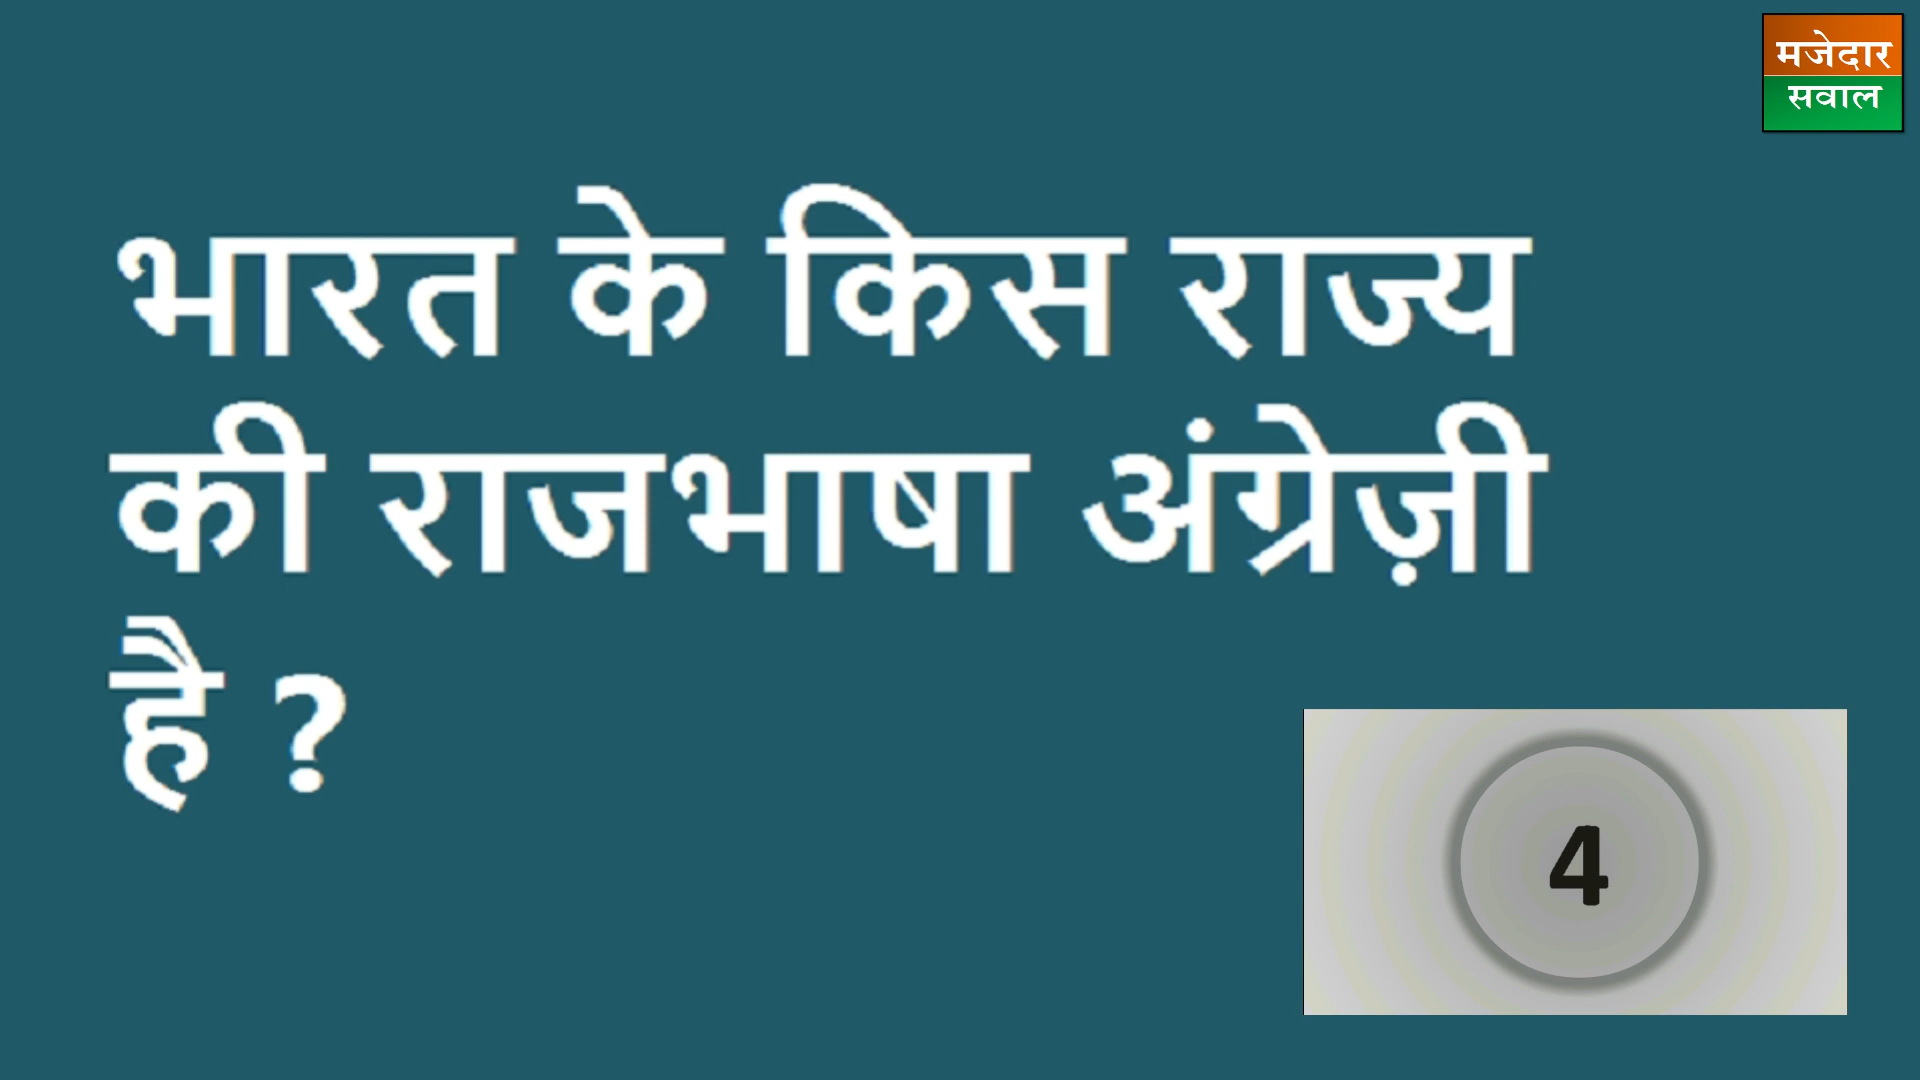 मजेदार
सवाल
भारत के किस राज्य
की राजभाषा अंग्रेज़ी
है ?
4